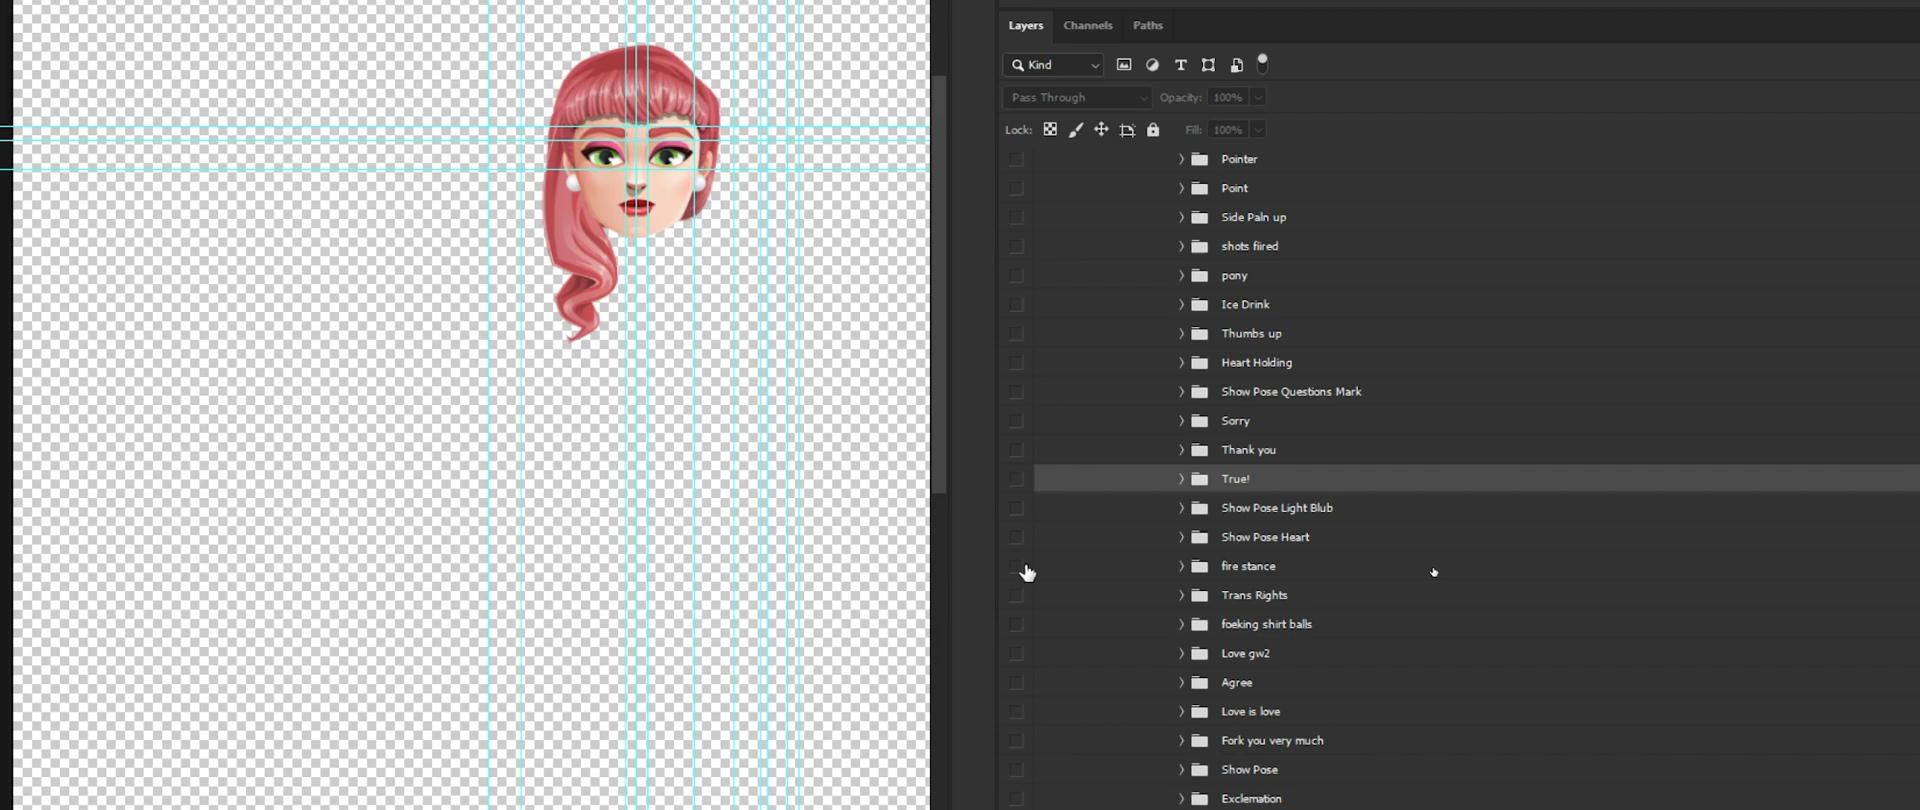 Layers Channels Paths
Kind
Pass Through Opacity: 100%
Lock: Fill: 100%
Pointer
Point
Side Paln up
shots fiired
pony
Ice Drink
Thumbs up
Heart Holding
Show Pose Questions Mark
Sorry
Thank you
True!
Show Pose Light Blub
Show Pose Heart
fire stance
Trans Rights
foeking shirt balls
Love gw2
Agree
Love is love
Fork you very much
Show Pose
Exclemation